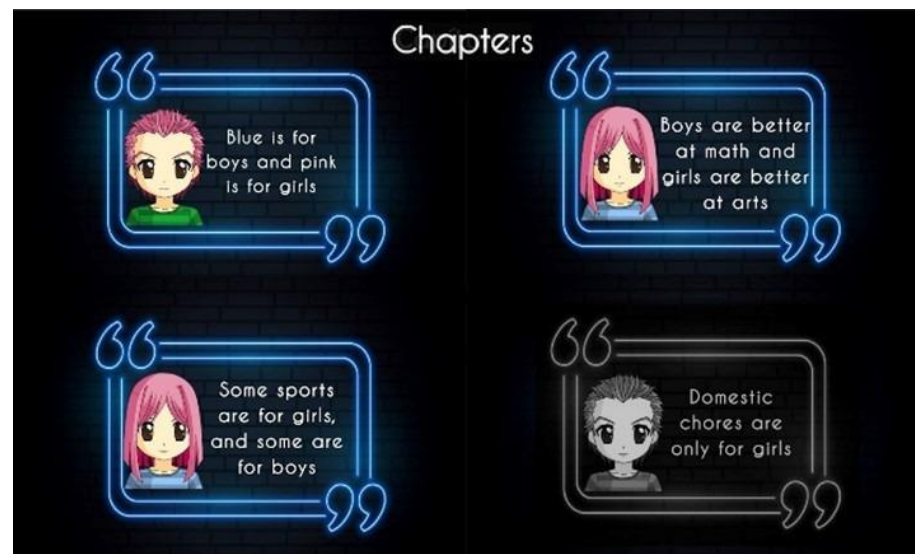 Chapters
Blue is for
boys and pink
is for girls
Boys are better
at math and
girls are better
at arts
Some sports
are for girls,
and some are
for boys
Domestic
chores are
only for girls